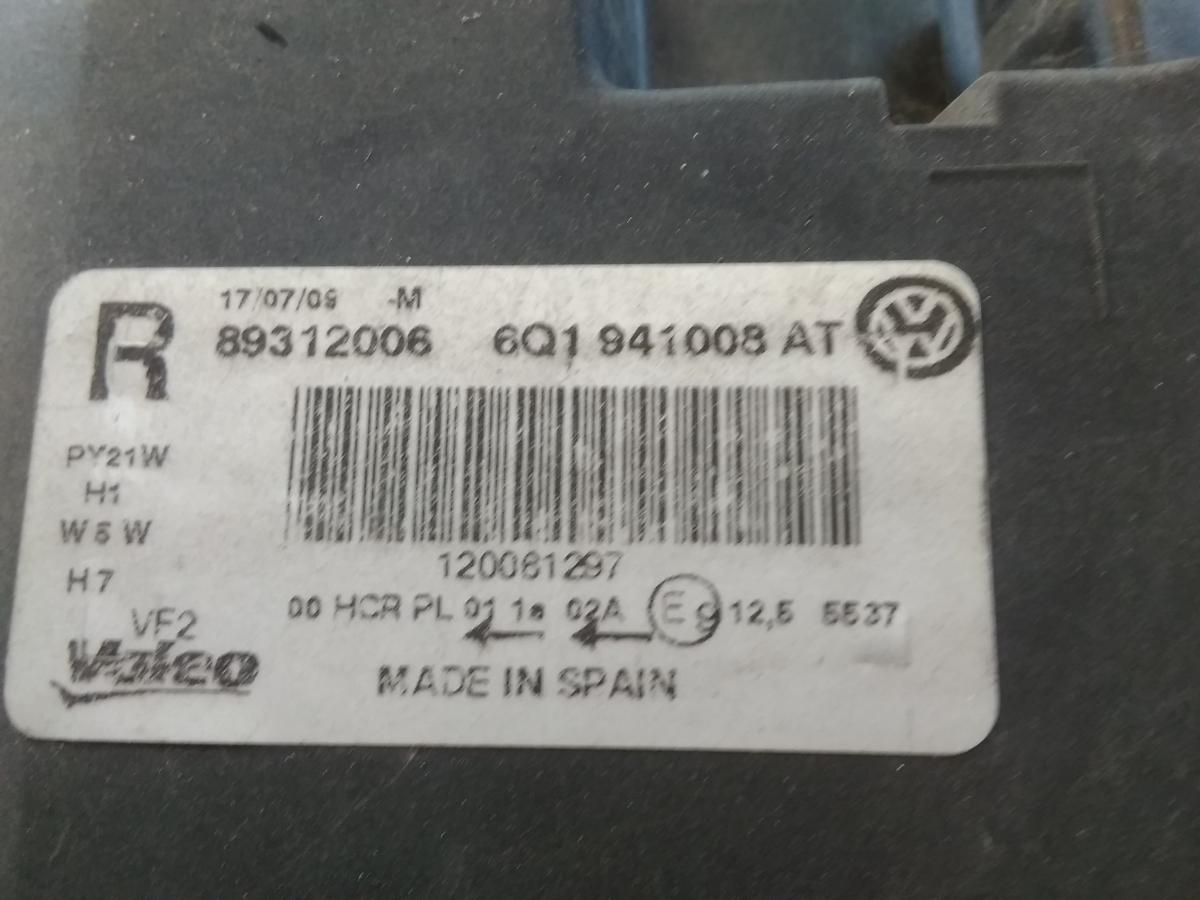 R
17/07/09 -M
89312006 6Q1 941008 AT
PY21W
H1
W5W
H7
VF2
Valeo
120081297
00 HCR PL 01 1a 02A E9 12,5 5537
MADE IN SPAIN